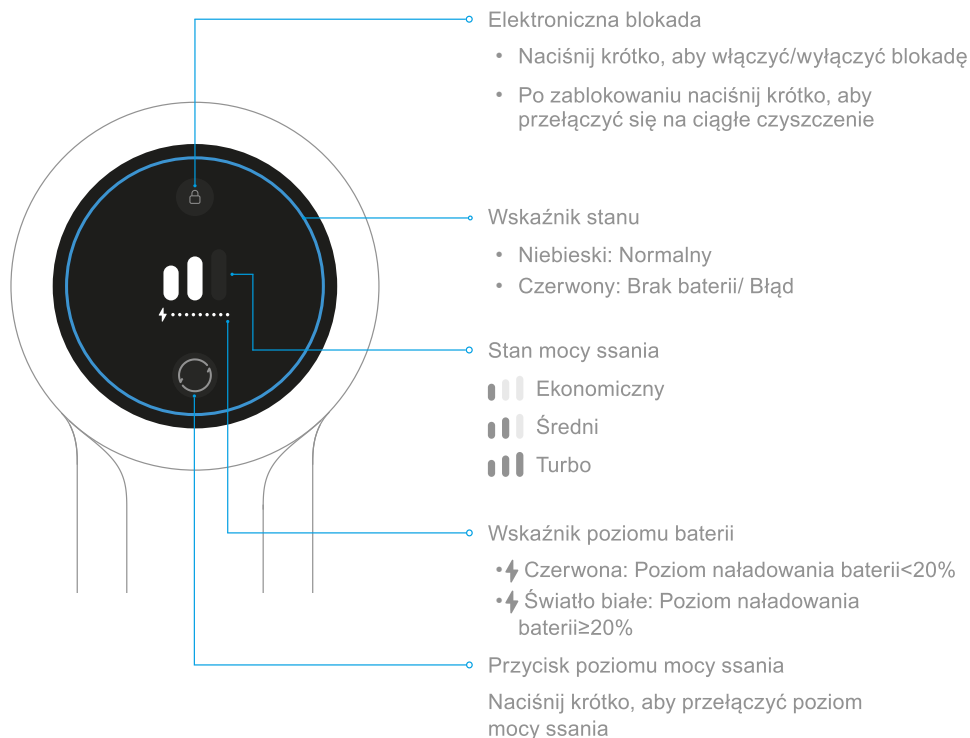 Elektroniczna blokada
• Naciśnij krótko, aby włączyć/wyłączyć blokadę
• Po zablokowaniu naciśnij krótko, aby
przełączyć się na ciągłe czyszczenie
Wskaźnik stanu
• Niebieski: Normalny
• Czerwony: Brak baterii/ Błąd
Stan mocy ssania
Ekonomiczny
Średni
Turbo
Wskaźnik poziomu baterii
• Czerwona: Poziom naładowania baterii<20%
• Światło białe: Poziom naładowania
baterii≥20%
Przycisk poziomu mocy ssania
Naciśnij krótko, aby przełączyć poziom
mocy ssania